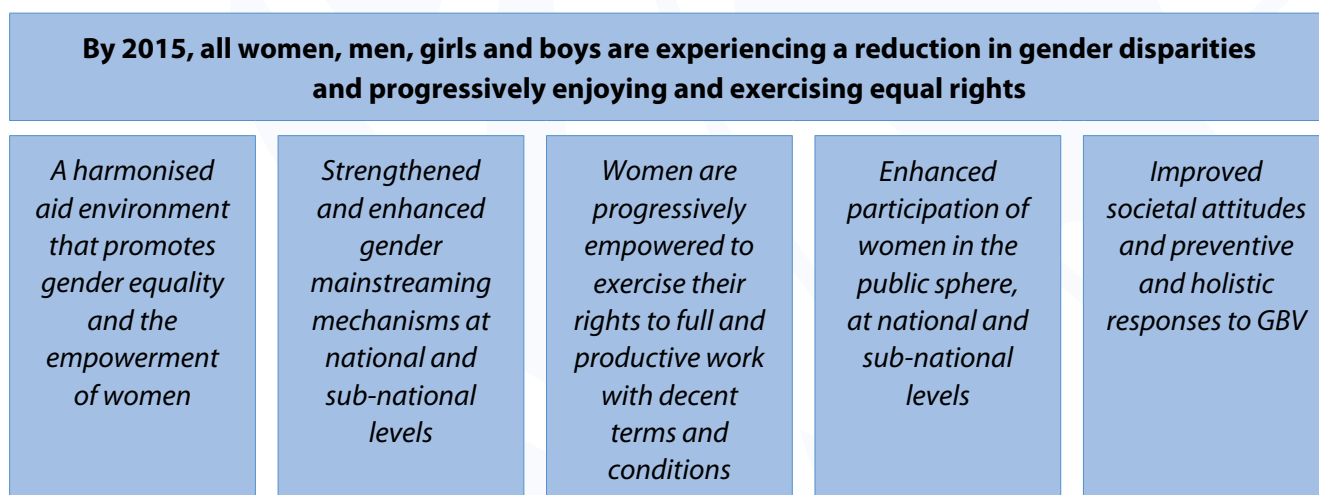 By 2015, all women, men, girls and boys are experiencing a reduction in gender disparities
and progressively enjoying and exercising equal rights
A harmonised
aid environment
that promotes
gender equality
and the
empowerment
of women
Strengthened
and enhanced
gender
mainstreaming
mechanisms at
national and
sub-national
levels
Women are
progressively
empowered to
exercise their
rights to full and
productive work
with decent
terms and
conditions
Enhanced
participation of
women in the
public sphere,
at national and
sub-national
levels
Improved
societal attitudes
and preventive
and holistic
responses to GBV